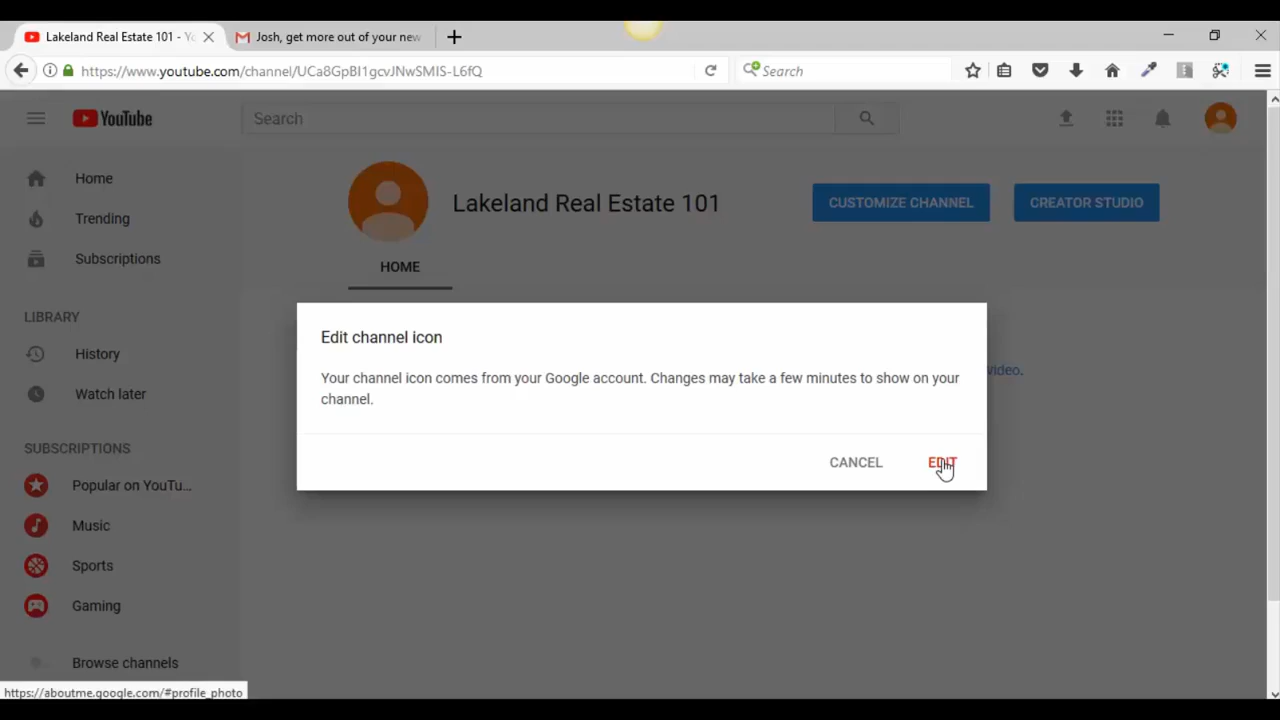 Lakeland Real Estate 101 - Yo
Josh, get more out of your new
https://www.youtube.com/channel/UCa8GpBI1gcvJNwSMIS-L6fQ
Search
YouTube
Search
Home
Trending
Subscriptions
LIBRARY
History
Watch later
SUBSCRIPTIONS
Popular on YouTu...
Music
Sports
Gaming
Browse channels
Lakeland Real Estate 101
CUSTOMIZE CHANNEL
CREATOR STUDIO
HOME
video.
Edit channel icon
Your channel icon comes from your Google account. Changes may take a few minutes to show on your
channel.
CANCEL
EDIT
https://aboutme.google.com/#profile_photo